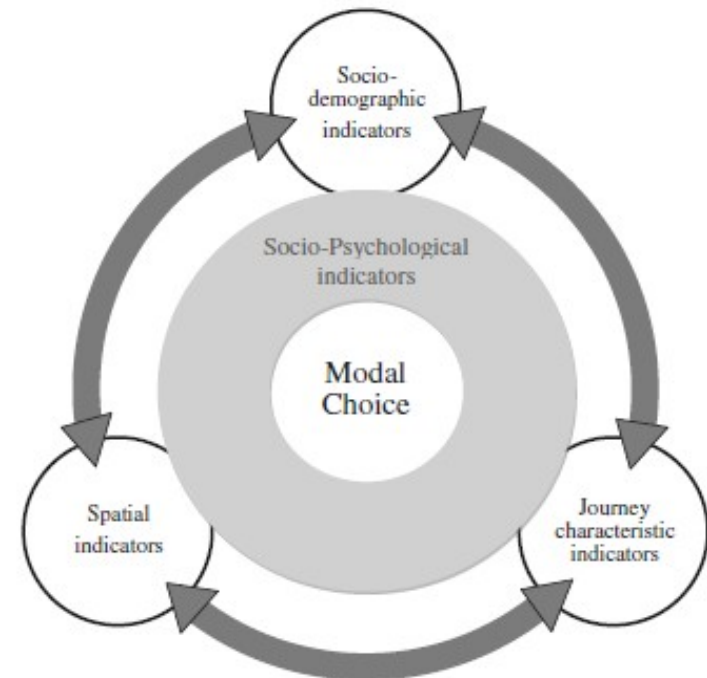 Socio-
demographic
indicators
Socio-Psychological
indicators
Modal
Choice
Spatial
indicators
Journey
characteristic
indicators